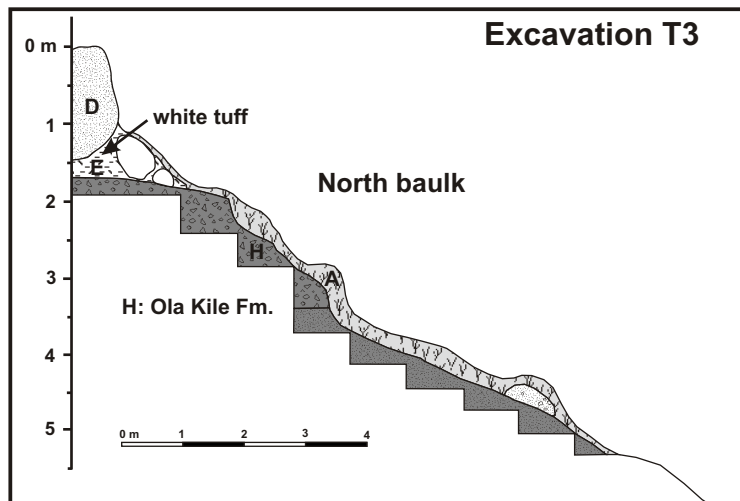 Excavation T3
0 m
D
white tuff
1
E
North baulk
2
H
A
3
H: Ola Kile Fm.
4
0 m 1 2 3 4
5